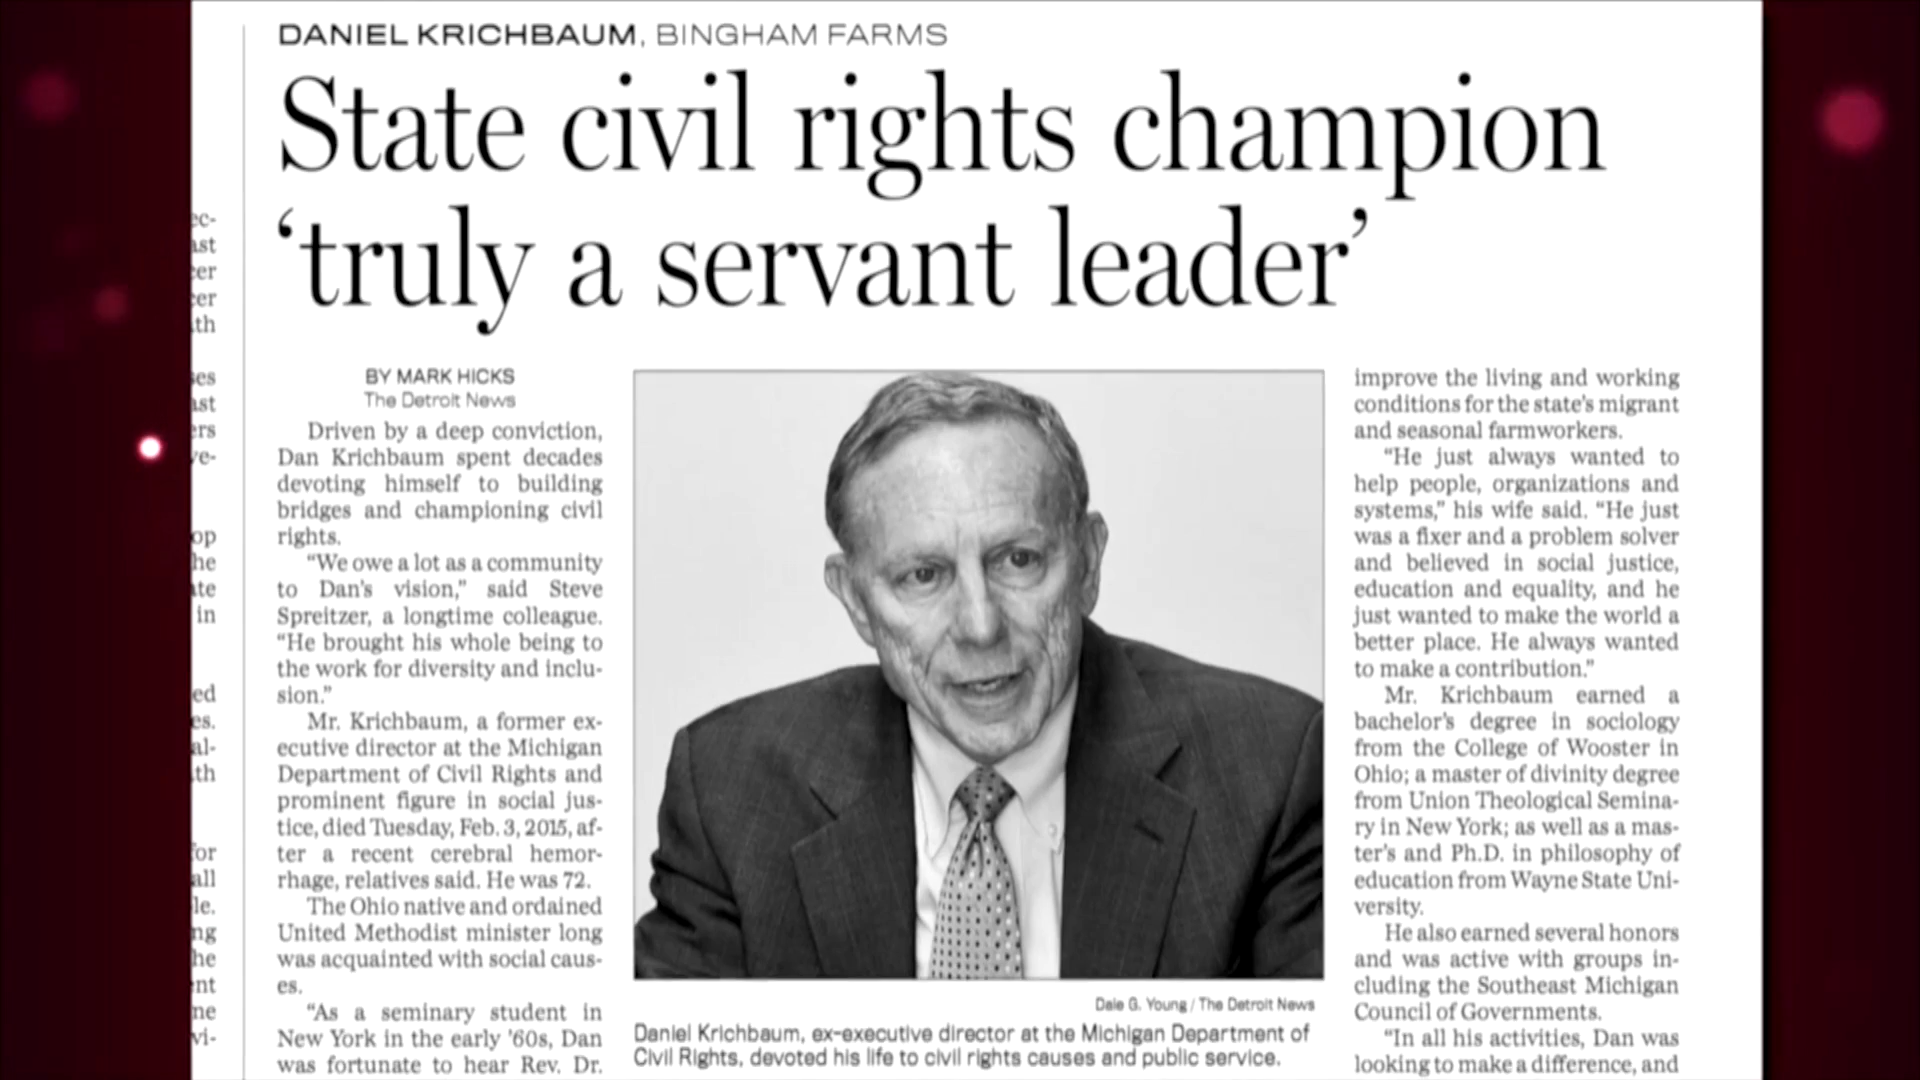 DANIEL KRICHBAUM, BINGHAM FARMS
State civil rights champion
‘truly a servant leader’
BY MARK HICKS
The Detroit News
Driven by a deep conviction,
Dan Krichbaum spent decades
devoting himself to building
bridges and championing civil
rights.
“We owe a lot as a community
to Dan’s vision,” said Steve
Spreitzer, a longtime colleague.
“He brought his whole being to
the work for diversity and inclu-
sion.”
Mr. Krichbaum, a former ex-
ecutive director at the Michigan
Department of Civil Rights and
prominent figure in social jus-
tice, died Tuesday, Feb. 3, 2015, af-
ter a recent cerebral hemor-
rhage, relatives said. He was 72.
The Ohio native and ordained
United Methodist minister long
was acquainted with social caus-
es.
“As a seminary student in
New York in the early ’60s, Dan
was fortunate to hear Rev. Dr.
Dale G. Young / The Detroit News
Daniel Krichbaum, ex-executive director at the Michigan Department of
Civil Rights, devoted his life to civil rights causes and public service.
improve the living and working
conditions for the state’s migrant
and seasonal farmworkers.
“He just always wanted to
help people, organizations and
systems,” his wife said. “He just
was a fixer and a problem solver
and believed in social justice,
education and equality, and he
just wanted to make the world a
better place. He always wanted
to make a contribution.”
Mr. Krichbaum earned a
bachelor’s degree in sociology
from the College of Wooster in
Ohio; a master of divinity degree
from Union Theological Semina-
ry in New York; as well as a mas-
ter’s and Ph.D. in philosophy of
education from Wayne State Uni-
versity.
He also earned several honors
and was active with groups in-
cluding the Southeast Michigan
Council of Governments.
“In all his activities, Dan was
looking to make a difference, and